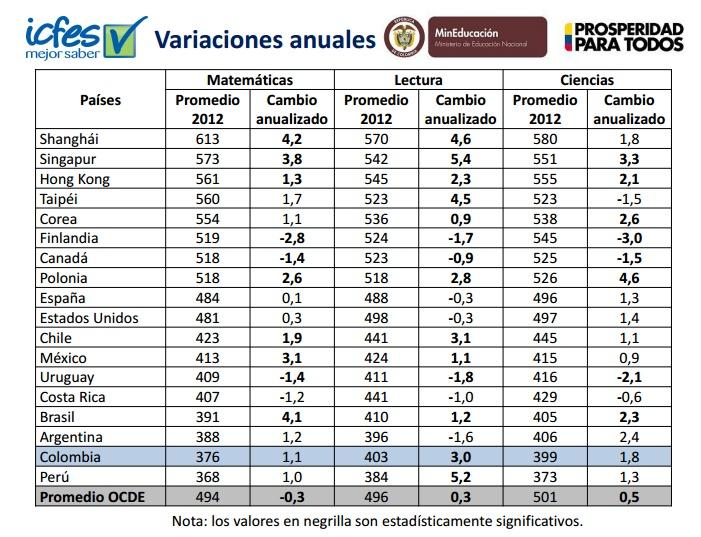 icfes
mejor saber
Variaciones anuales
REPÚBLICA DE COLOMBIA
MinEducación
Ministerio de Educación Nacional
PROSPERIDAD
PARA TODOS
Países Matemáticas Lectura Ciencias
Promedio 2012 Cambio anualizado Promedio 2012 Cambio anualizado Promedio 2012 Cambio anualizado
Shanghái 613 4,2 570 4,6 580 1,8
Singapur 573 3,8 542 5,4 551 3,3
Hong Kong 561 1,3 545 2,3 555 2,1
Taipéi 560 1,7 523 4,5 523 -1,5
Corea 554 1,1 536 0,9 538 2,6
Finlandia 519 -2,8 524 -1,7 545 -3,0
Canadá 518 -1,4 523 -0,9 525 -1,5
Polonia 518 2,6 518 2,8 526 4,6
España 484 0,1 488 -0,3 496 1,3
Estados Unidos 481 0,3 498 -0,3 497 1,4
Chile 423 1,9 441 3,1 445 1,1
México 413 3,1 424 1,1 415 0,9
Uruguay 409 -1,4 411 -1,8 416 -2,1
Costa Rica 407 -1,2 441 -1,0 429 -0,6
Brasil 391 4,1 410 1,2 405 2,3
Argentina 388 1,2 396 -1,6 406 2,4
Colombia 376 1,1 403 3,0 399 1,8
Perú 368 1,0 384 5,2 373 1,3
Promedio OCDE 494 -0,3 496 0,3 501 0,5
Nota: los valores en negrilla son estadísticamente significativos.